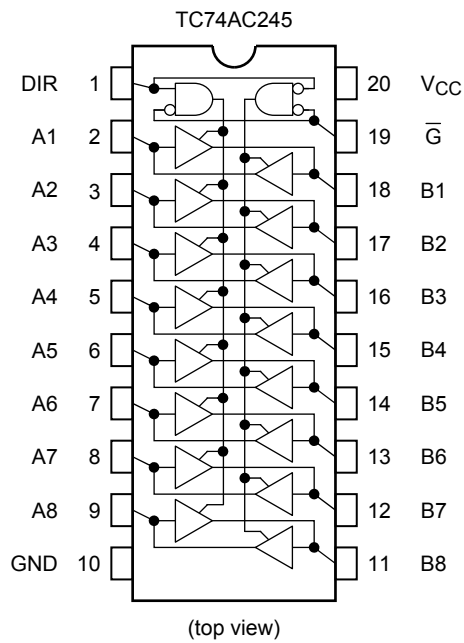 TC74AC245
DIR 1 20 V_CC
A1 2 19 G̅
A2 3 18 B1
A3 4 17 B2
A4 5 16 B3
A5 6 15 B4
A6 7 14 B5
A7 8 13 B6
A8 9 12 B7
GND 10 11 B8
(top view)